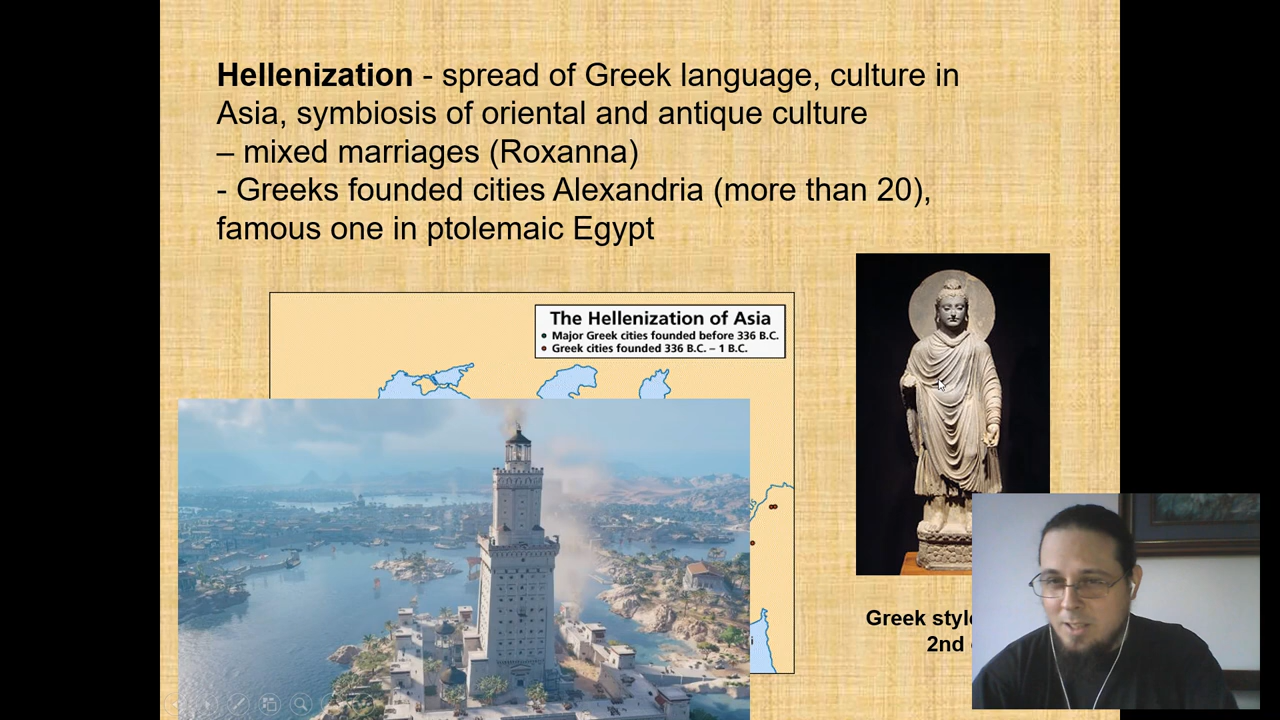 Hellenization - spread of Greek language, culture in
Asia, symbiosis of oriental and antique culture
– mixed marriages (Roxanna)
- Greeks founded cities Alexandria (more than 20),
famous one in ptolemaic Egypt
The Hellenization of Asia
• Major Greek cities founded before 336 B.C.
• Greek cities founded 336 B.C. – 1 B.C.
Greek
2nd